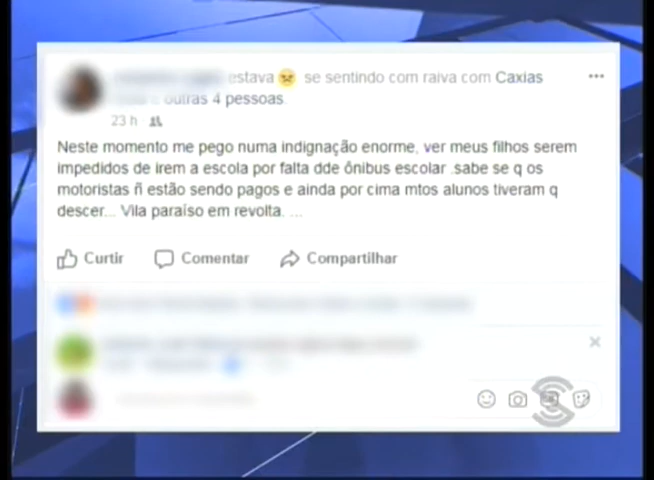 estava se sentindo com raiva com Caxias
outras 4 pessoas.
23 h
Neste momento me pego numa indignação enorme, ver meus filhos serem
impedidos de irem a escola por falta dde ônibus escolar .sabe se q os
motoristas ñ estão sendo pagos e ainda por cima mtos alunos tiveram q
descer... Vila paraíso em revolta. ...
Curtir Comentar Compartilhar